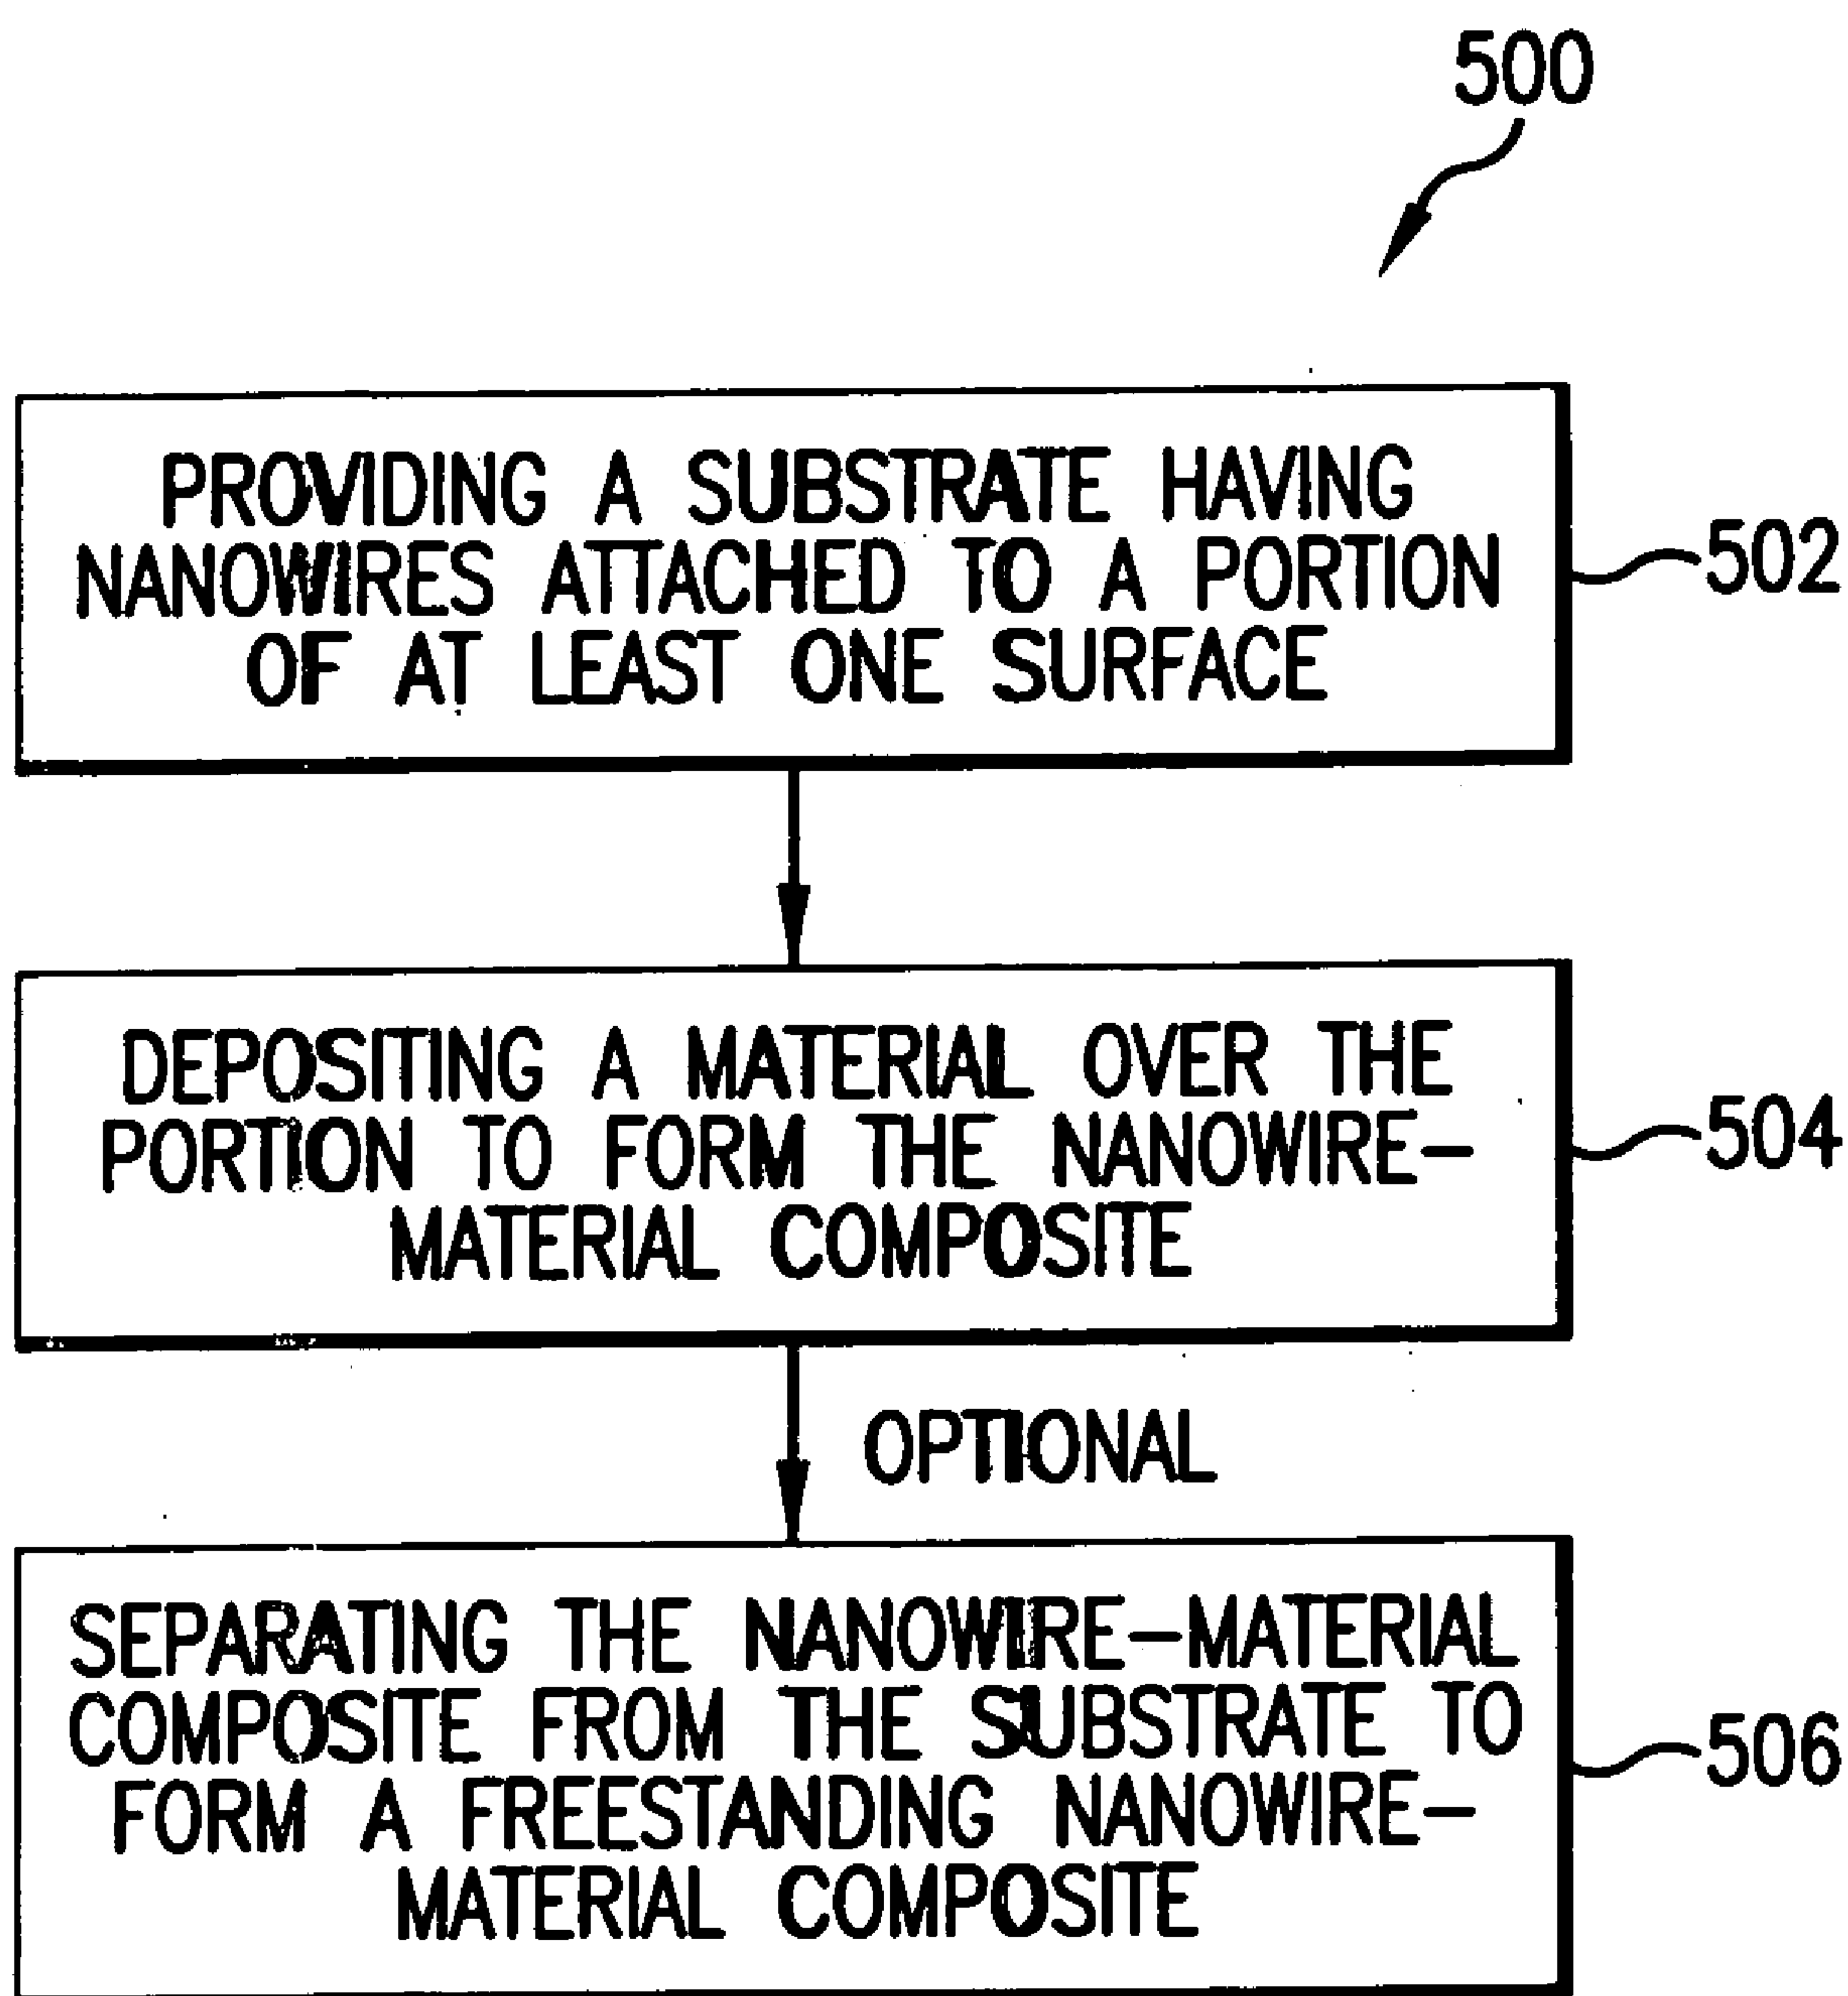 500
PROVIDING A SUBSTRATE HAVING
NANOWIRES ATTACHED TO A PORTION
OF AT LEAST ONE SURFACE
502
DEPOSITING A MATERIAL OVER THE
PORTION TO FORM THE NANOWIRE-
MATERIAL COMPOSITE
504
OPTIONAL
SEPARATING THE NANOWIRE-MATERIAL
COMPOSITE FROM THE SUBSTRATE TO
FORM A FREESTANDING NANOWIRE-
MATERIAL COMPOSITE
506